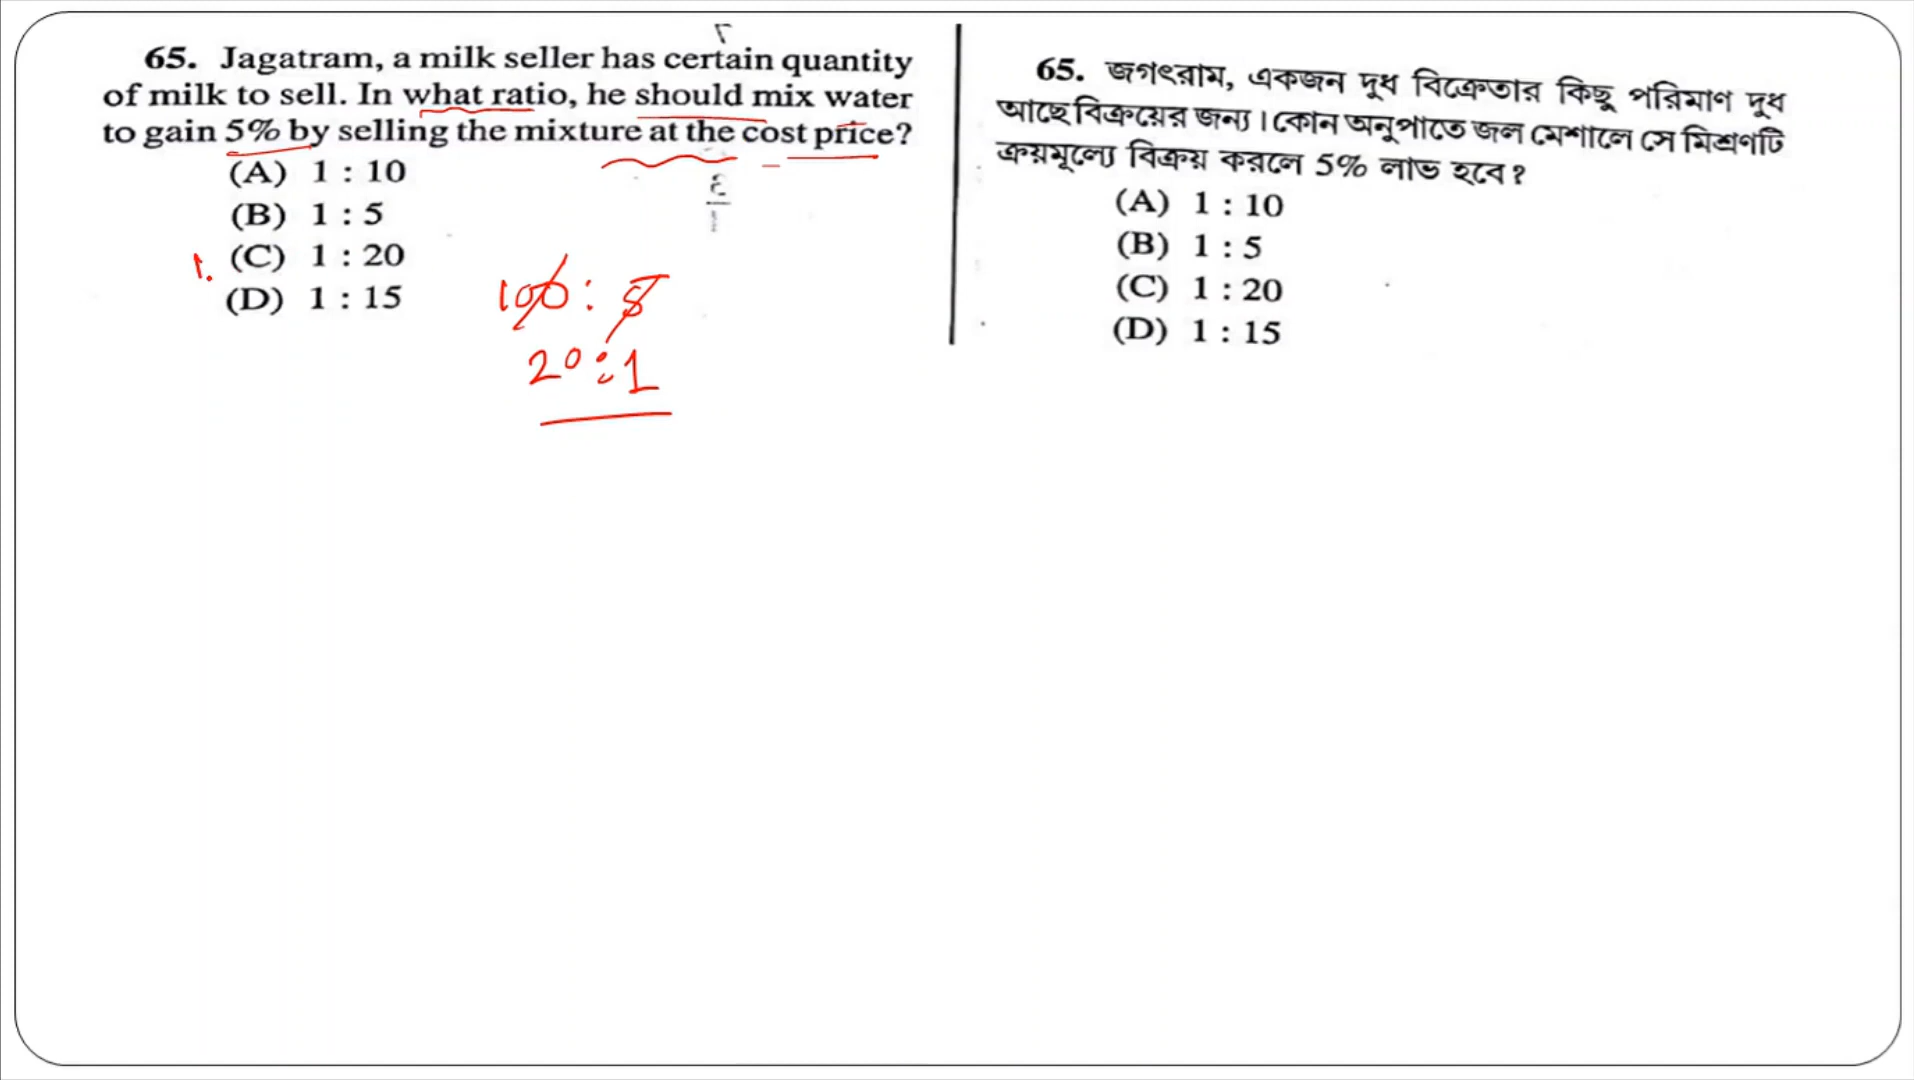 65. Jagatram, a milk seller has certain quantity
of milk to sell. In what ratio, he should mix water
to gain 5% by selling the mixture at the cost price?
(A) 1 : 10
(B) 1 : 5
(C) 1 : 20
(D) 1 : 15
100 : 5
20 : 1
65. জগৎরাম, একজন দুধ বিক্রেতার কিছু পরিমাণ দুধ
আছে বিক্রয়ের জন্য। কোন অনুপাতে জল মেশালে সে মিশ্রণটি
ক্রয়মূল্যে বিক্রয় করলে 5% লাভ হবে?
(A) 1 : 10
(B) 1 : 5
(C) 1 : 20
(D) 1 : 15